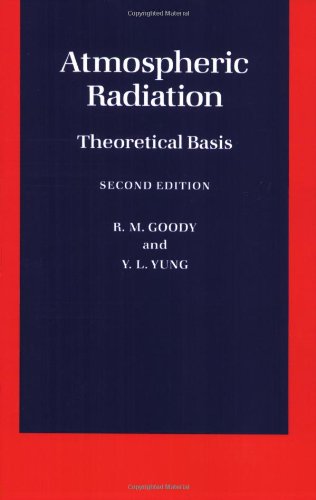 Atmospheric
Radiation
Theoretical Basis
SECOND EDITION
R. M. GOODY
and
Y. L. YUNG